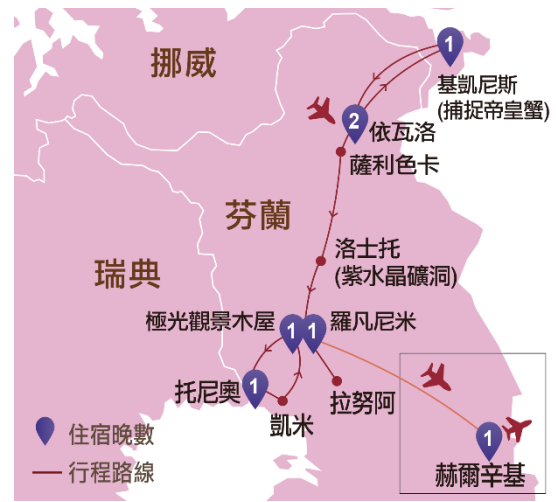 挪威
1
基凱尼斯
(捕捉帝皇蟹)
2
依瓦洛
薩利色卡
芬蘭
瑞典
洛士托
(紫水晶礦洞)
極光觀景木屋
1
1
羅凡尼米
托尼奧
1
凱米
拉努阿
1
赫爾辛基
住宿晚數
行程路線